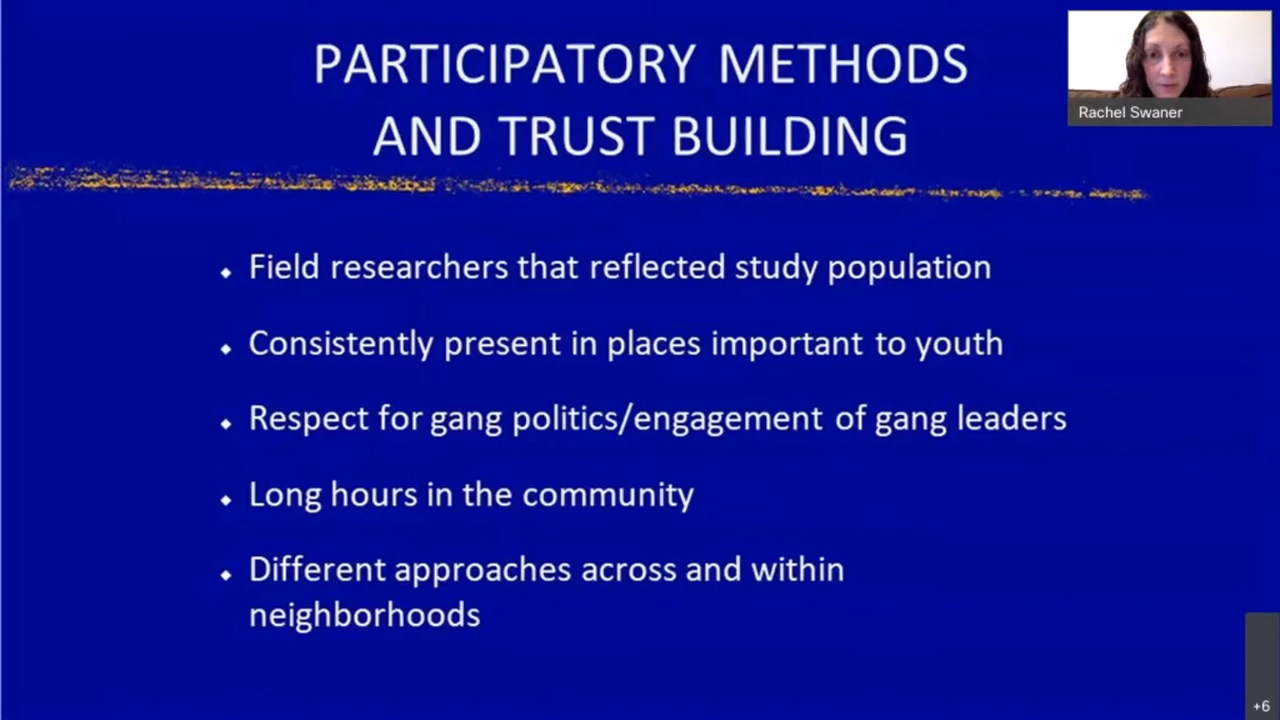 PARTICIPATORY METHODS
AND TRUST BUILDING
Rachel Swaner
Field researchers that reflected study population
Consistently present in places important to youth
Respect for gang politics/engagement of gang leaders
Long hours in the community
Different approaches across and within
neighborhoods
+6